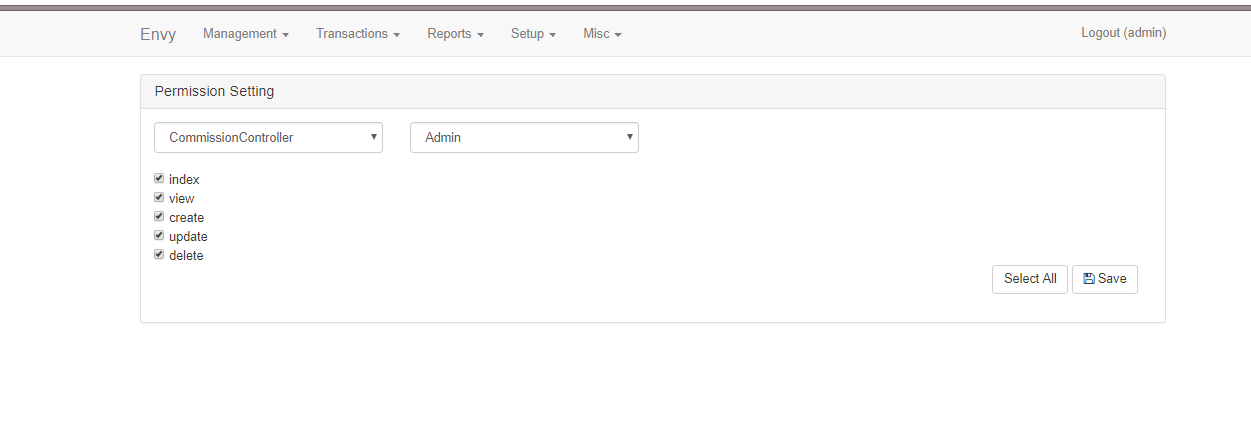 Envy Management Transactions Reports Setup Misc Logout (admin)
Permission Setting
CommissionController Admin
index
view
create
update
delete
Select All Save